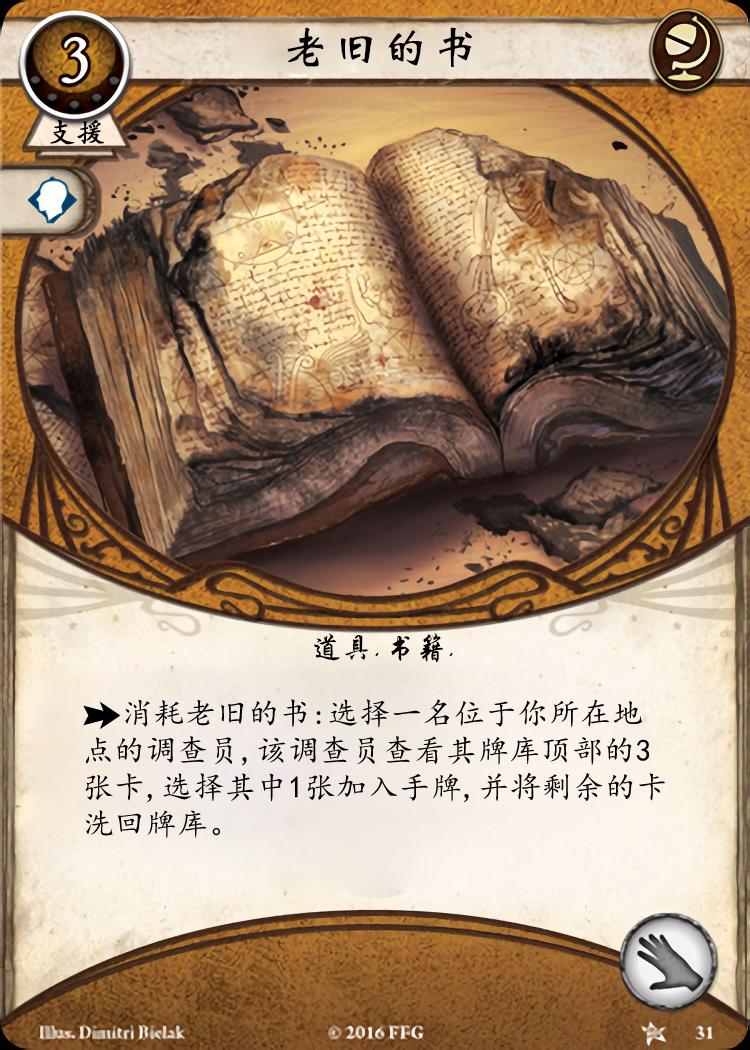 3
老旧的书
支援
道具. 书籍.
消耗老旧的书:选择一名位于你所在地
点的调查员,该调查员查看其牌库顶部的3
张卡,选择其中1张加入手牌,并将剩余的卡
洗回牌库。
Illus. Dimitri Bielak
© 2016 FFG
31